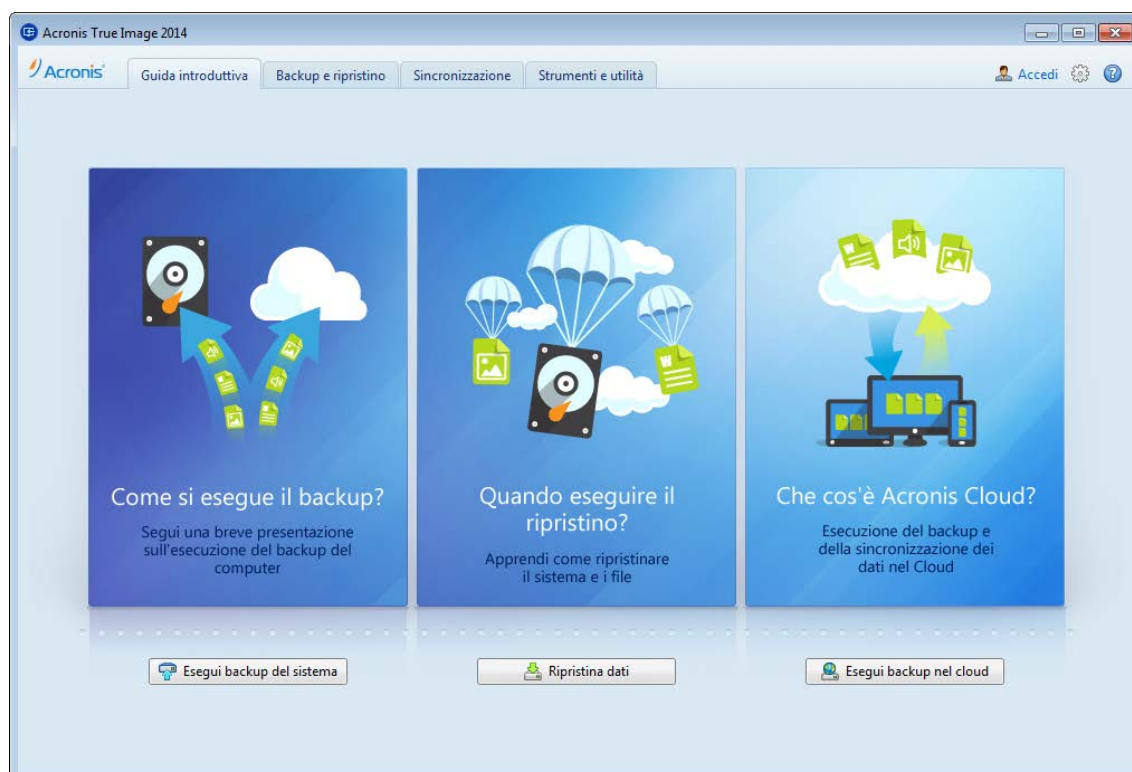 Acronis True Image 2014
Acronis
Guida introduttiva
Backup e ripristino
Sincronizzazione
Strumenti e utilità
Accedi
Come si esegue il backup?
Segui una breve presentazione
sull'esecuzione del backup del
computer
Quando eseguire il
ripristino?
Apprendi come ripristinare
il sistema e i file
Che cos'è Acronis Cloud?
Esecuzione del backup e
della sincronizzazione dei
dati nel Cloud
Esegui backup del sistema
Ripristina dati
Esegui backup nel cloud